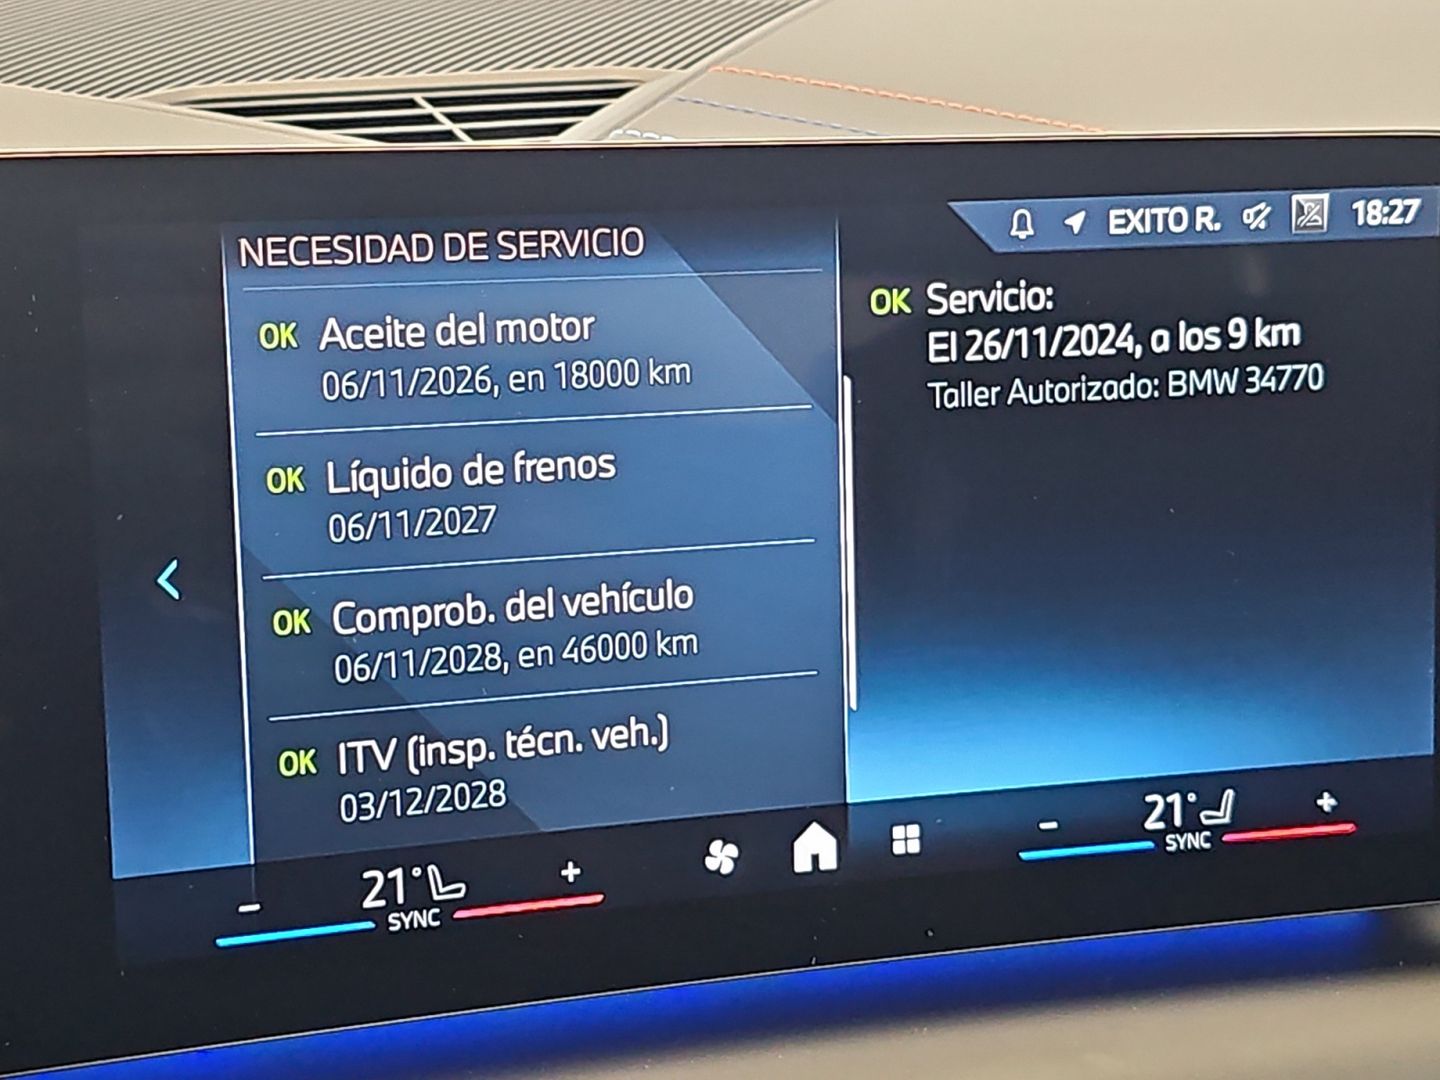 NECESIDAD DE SERVICIO
OK Aceite del motor
06/11/2026, en 18000 km
OK Líquido de frenos
06/11/2027
OK Comprob. del vehículo
06/11/2028, en 46000 km
OK ITV (insp. técn. veh.)
03/12/2028
EXITO R. 18:27
OK Servicio:
El 26/11/2024, a los 9 km
Taller Autorizado: BMW 34770
- 21° +
SYNC
- 21° +
SYNC